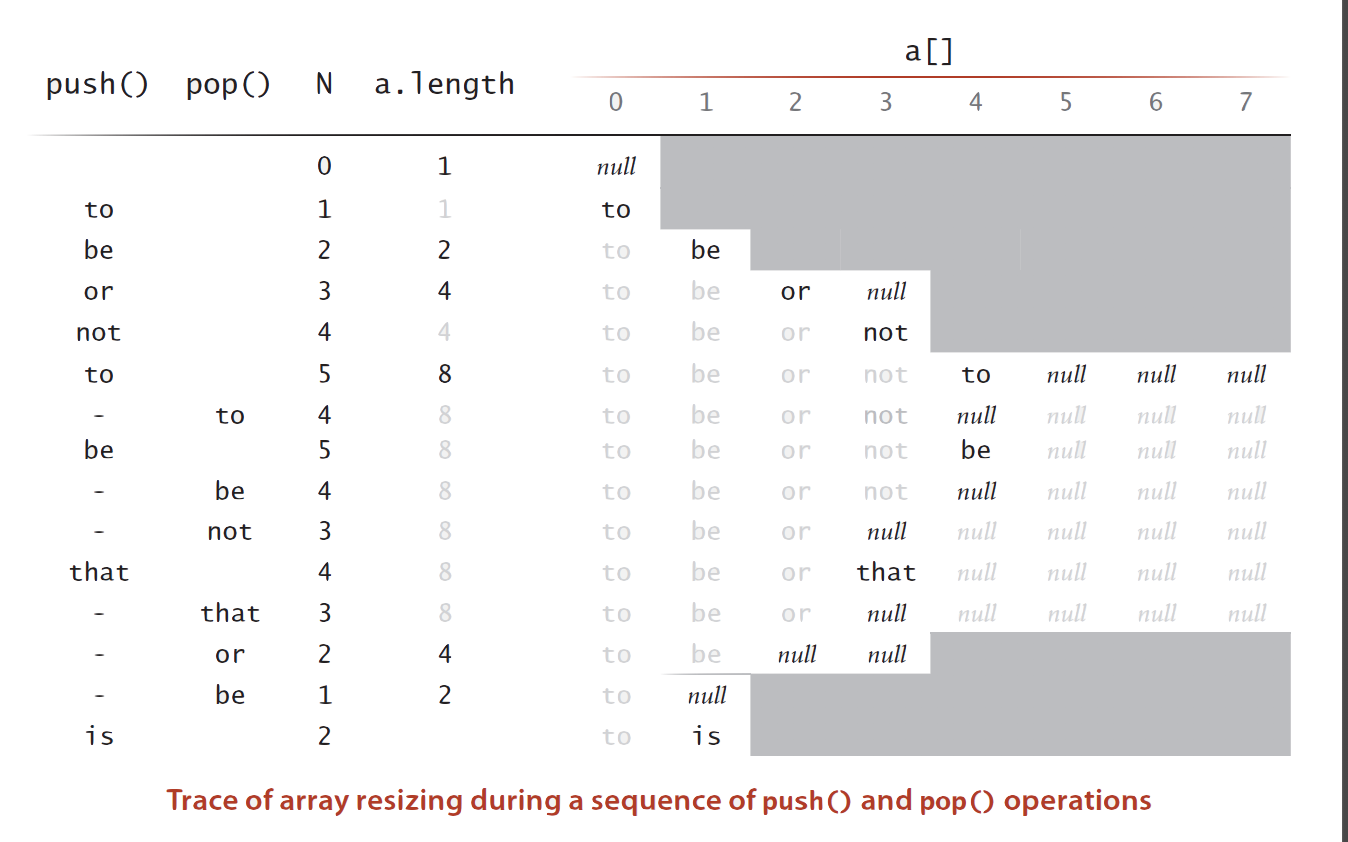 a[]
push() pop() N a.length
0 1 2 3 4 5 6 7
0 1 null
to 1 1 to
be 2 2 to be
or 3 4 to be or null
not 4 4 to be or not
to 5 8 to be or not to null null null
- to 4 8 to be or not null null null null
be 5 8 to be or not be null null null
- be 4 8 to be or not null null null null
- not 3 8 to be or null null null null null
that 4 8 to be or that null null null null
- that 3 8 to be or null null null null null
- or 2 4 to be null null
- be 1 2 to null
is 2 to is
Trace of array resizing during a sequence of push() and pop() operations